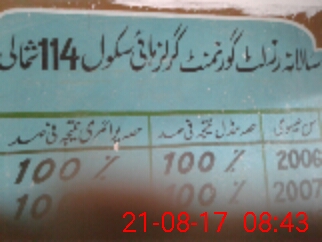 سالانہ رزلٹ گورنمنٹ گرلز ہائی سکول 114 شمالی
سن عیسوی حصہ مڈل نتیجہ فی صد حصہ پرائمری نتیجہ فی صد
2006 100 % 100 %
2007 100 %
21-08-17 08:43